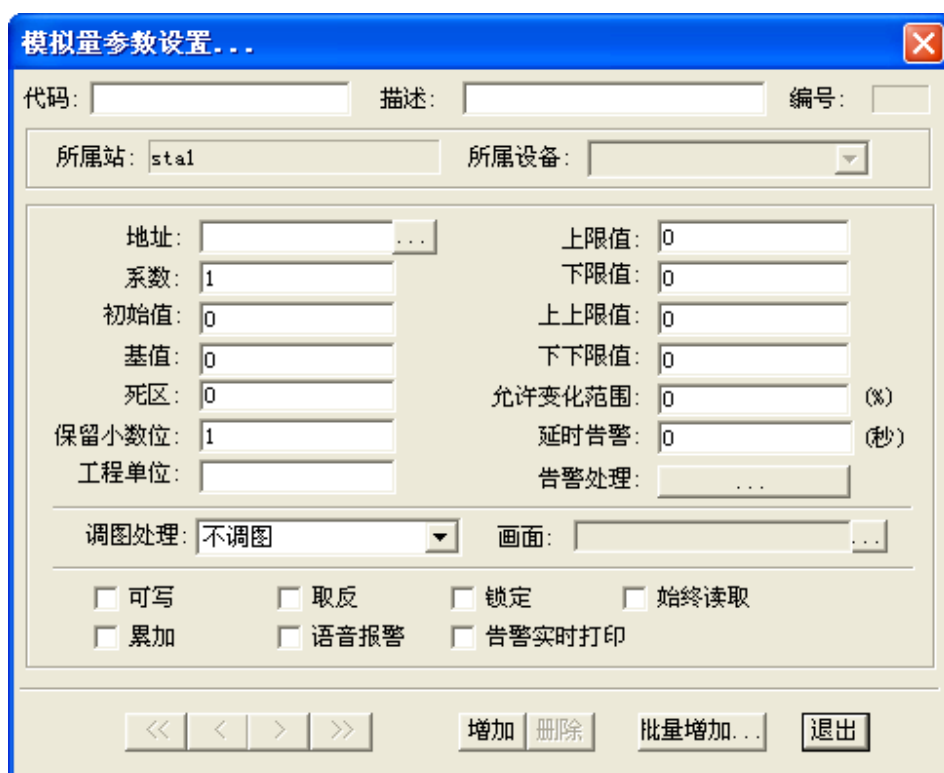 模拟量参数设置...
代码: 描述: 编号:
所属站: sta1 所属设备:
地址: ... 上限值: 0
系数: 1 下限值: 0
初始值: 0 上上限值: 0
基值: 0 下下限值: 0
死区: 0 允许变化范围: 0 (%)
保留小数位: 1 延时告警: 0 (秒)
工程单位: 告警处理: ...
调图处理: 不调图 画面: ...
可写 取反 锁定 始终读取
累加 语音报警 告警实时打印
<< < > >> 增加 删除 批量增加... 退出